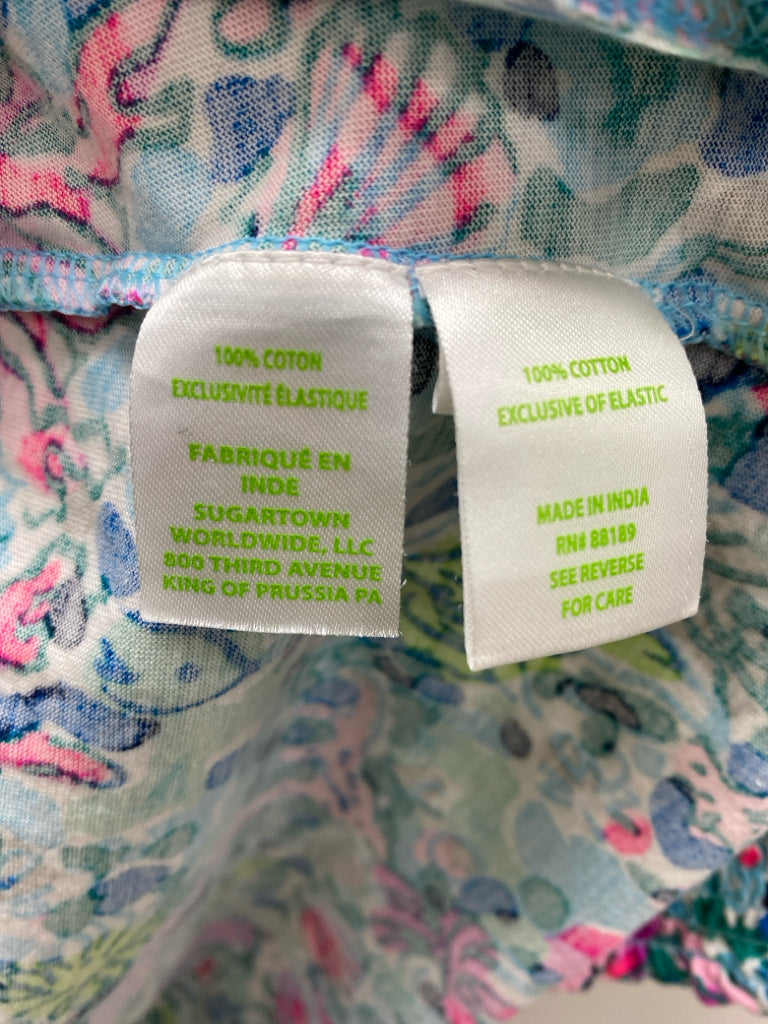 100% COTON
EXCLUSIVITÉ ÉLASTIQUE
FABRIQUÉ EN
INDE
SUGARTOWN
WORLDWIDE, LLC
800 THIRD AVENUE
KING OF PRUSSIA PA
100% COTTON
EXCLUSIVE OF ELASTIC
MADE IN INDIA
RN# 88189
SEE REVERSE
FOR CARE